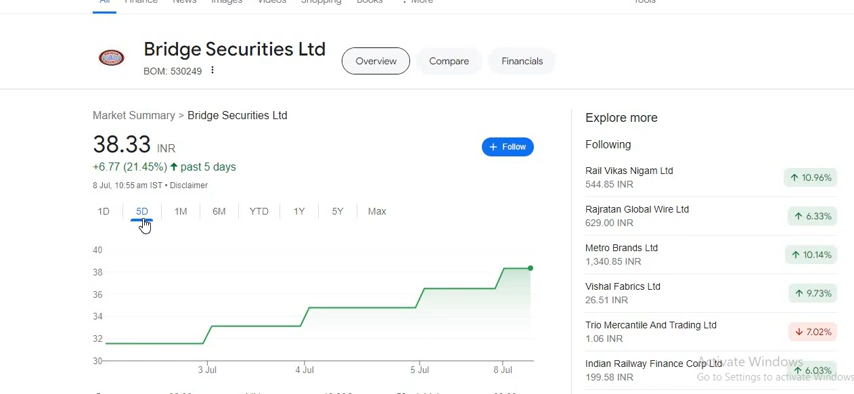 All Finance News Images Videos Shopping Books More Tools
Bridge Securities Ltd
BOM: 530249
Overview Compare Financials
Market Summary > Bridge Securities Ltd
38.33 INR
+6.77 (21.45%) ↑ past 5 days
8 Jul, 10:55 am IST • Disclaimer
+ Follow
1D 5D 1M 6M YTD 1Y 5Y Max
40
38
36
34
32
30
3 Jul 4 Jul 5 Jul 8 Jul
Explore more
Following
Rail Vikas Nigam Ltd
544.85 INR
↑ 10.96%
Rajratan Global Wire Ltd
629.00 INR
↑ 6.33%
Metro Brands Ltd
1,340.85 INR
↑ 10.14%
Vishal Fabrics Ltd
26.51 INR
↑ 9.73%
Trio Mercantile And Trading Ltd
1.06 INR
↓ 7.02%
Indian Railway Finance Corp Ltd
199.58 INR
↑ 6.03%
Activate Windows
Go to Settings to activate Windows